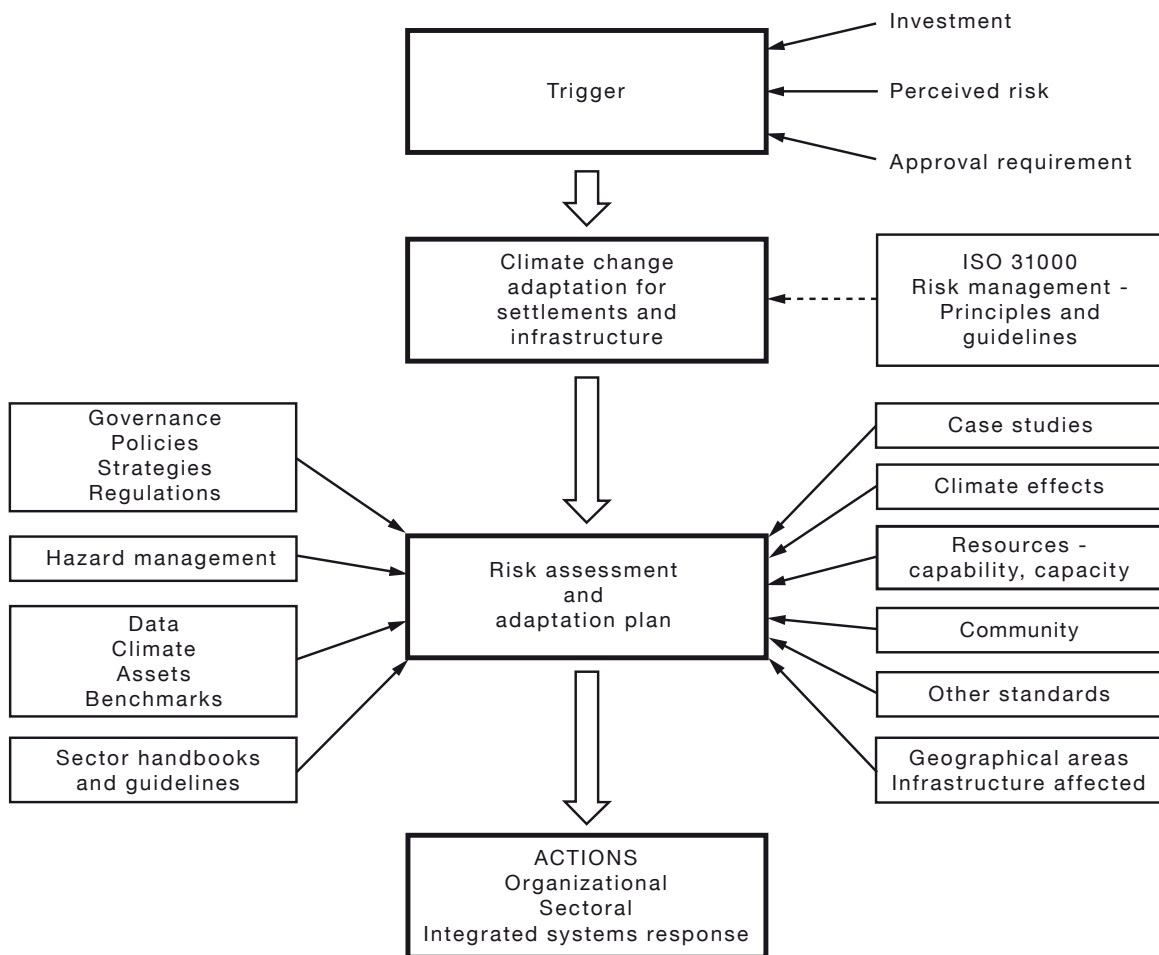 Trigger
Investment
Perceived risk
Approval requirement
Climate change
adaptation for
settlements and
infrastructure
ISO 31000
Risk management -
Principles and
guidelines
Governance
Policies
Strategies
Regulations
Hazard management
Data
Climate
Assets
Benchmarks
Sector handbooks
and guidelines
Risk assessment
and
adaptation plan
Case studies
Climate effects
Resources -
capability, capacity
Community
Other standards
Geographical areas
Infrastructure affected
ACTIONS
Organizational
Sectoral
Integrated systems response